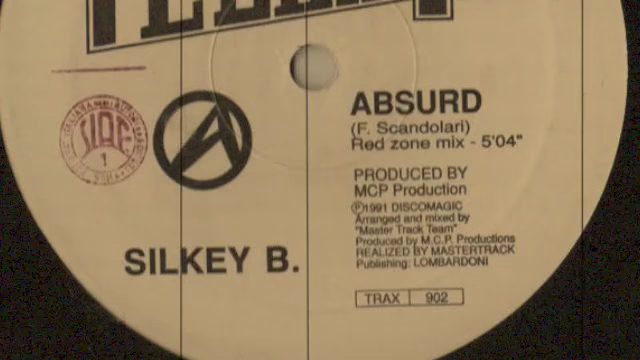 SIAE
1
ABSURD
(F. Scandolari)
Red zone mix - 5'04"
PRODUCED BY
MCP Production
Ⓟ1991 DISCOMAGIC
Arranged and mixed by
"Master Track Team"
Produced by M.C.P. Productions
REALIZED BY MASTERTRACK
Publishing: LOMBARDONI
SILKEY B.
TRAX 902